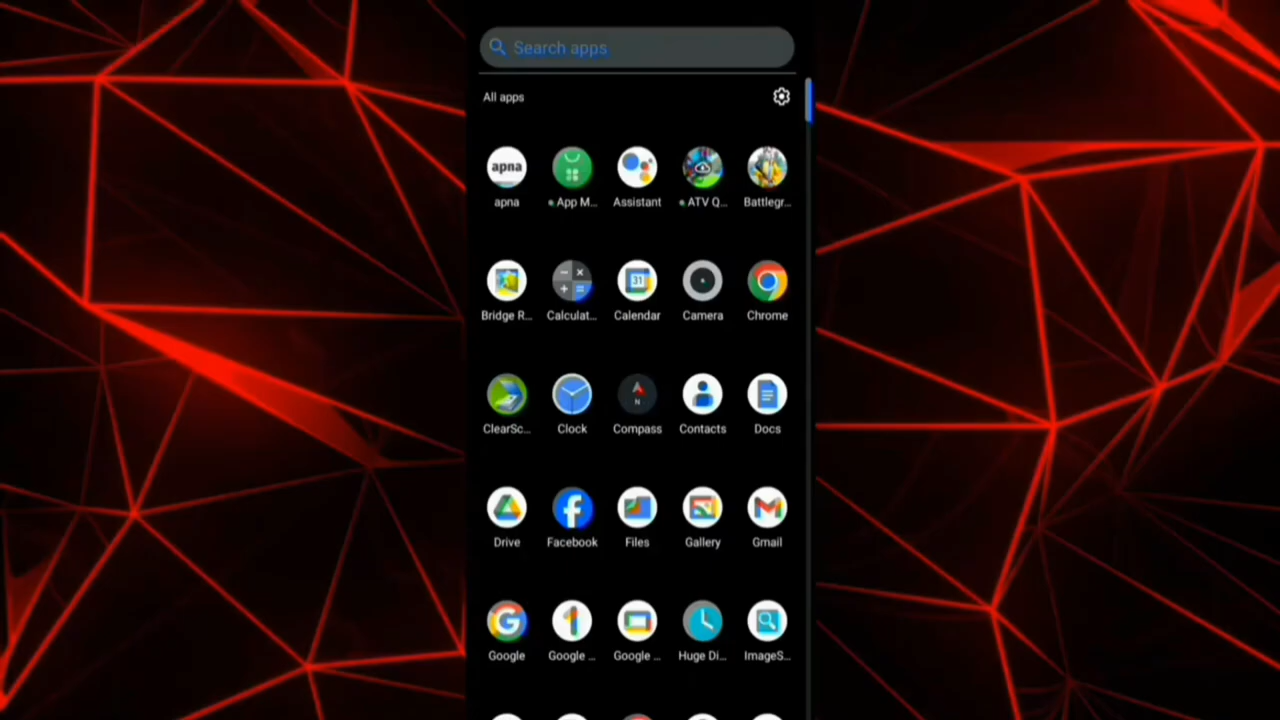 Search apps
All apps
apna
apna App M... Assistant ATV Q... Battlegr...
31
Bridge R... Calculat... Calendar Camera Chrome
N
ClearSc... Clock Compass Contacts Docs
Drive Facebook Files Gallery Gmail
Google Google ... Google ... Huge Di... ImageS...